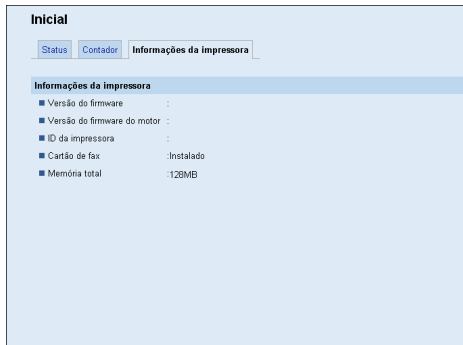 Inicial
Status Contador Informações da impressora
Informações da impressora
Versão do firmware :
Versão do firmware do motor :
ID da impressora :
Cartão de fax :Instalado
Memória total :128MB